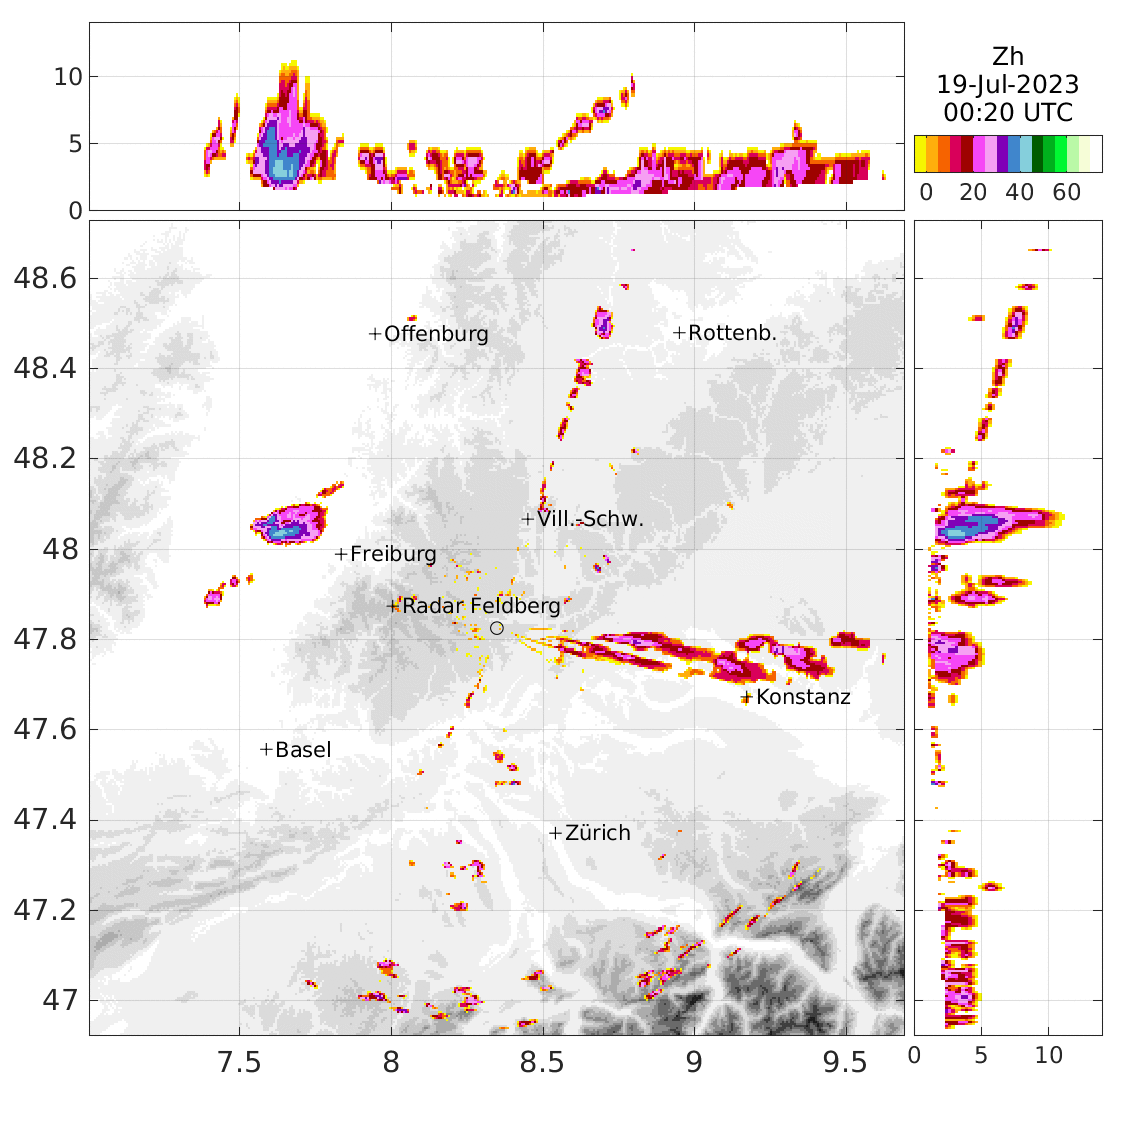 10
5
0
Zh
19-Jul-2023
00:20 UTC
0 20 40 60
48.6
48.4
48.2
48
47.8
47.6
47.4
47.2
47
+Offenburg
+Rottenb.
+Vill.-Schw.
+Freiburg
+Radar Feldberg
+Konstanz
+Basel
+Zürich
7.5 8 8.5 9 9.5
0 5 10